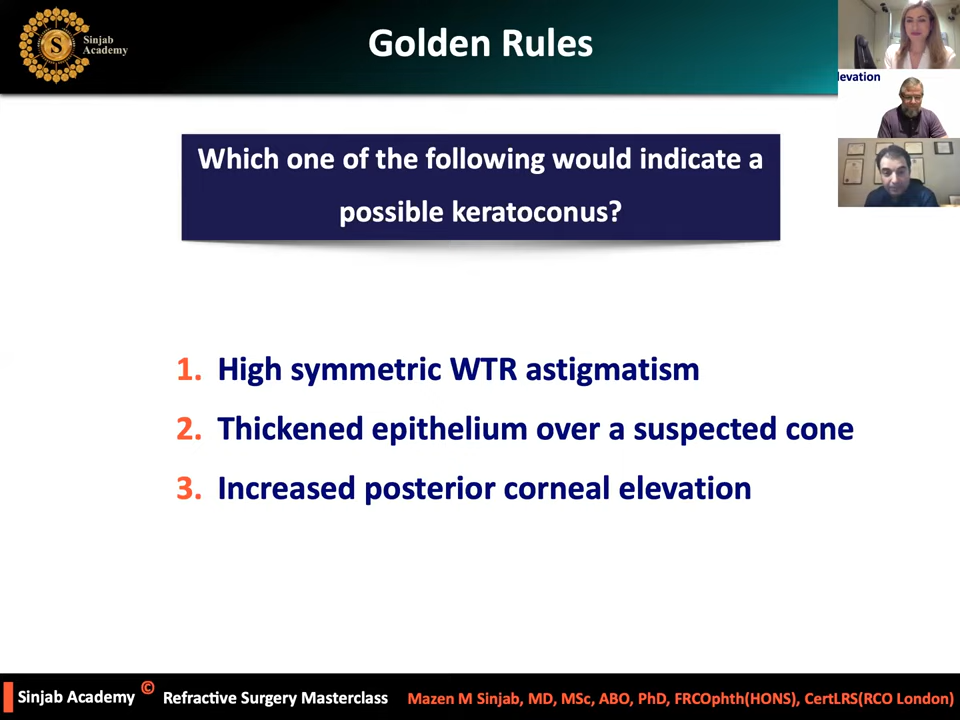 Sinjab
Academy
Golden Rules
levation
Which one of the following would indicate a
possible keratoconus?
1. High symmetric WTR astigmatism
2. Thickened epithelium over a suspected cone
3. Increased posterior corneal elevation
Sinjab Academy © Refractive Surgery Masterclass Mazen M Sinjab, MD, MSc, ABO, PhD, FRCOphth(HONS), CertLRS(RCO London)